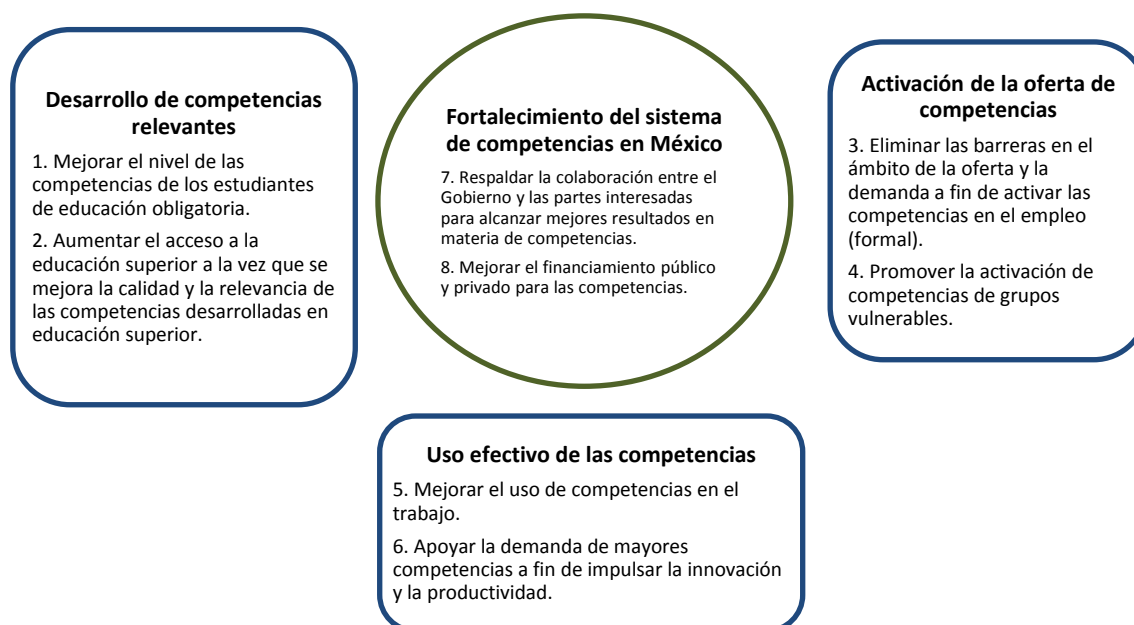 Desarrollo de competencias
relevantes
1. Mejorar el nivel de las
competencias de los estudiantes
de educación obligatoria.
2. Aumentar el acceso a la
educación superior a la vez que se
mejora la calidad y la relevancia de
las competencias desarrolladas en
educación superior.
Fortalecimiento del sistema
de competencias en México
7. Respaldar la colaboración entre el
Gobierno y las partes interesadas
para alcanzar mejores resultados en
materia de competencias.
8. Mejorar el financiamiento público
y privado para las competencias.
Activación de la oferta de
competencias
3. Eliminar las barreras en el
ámbito de la oferta y la
demanda a fin de activar las
competencias en el empleo
(formal).
4. Promover la activación de
competencias de grupos
vulnerables.
Uso efectivo de las competencias
5. Mejorar el uso de competencias en el
trabajo.
6. Apoyar la demanda de mayores
competencias a fin de impulsar la innovación
y la productividad.